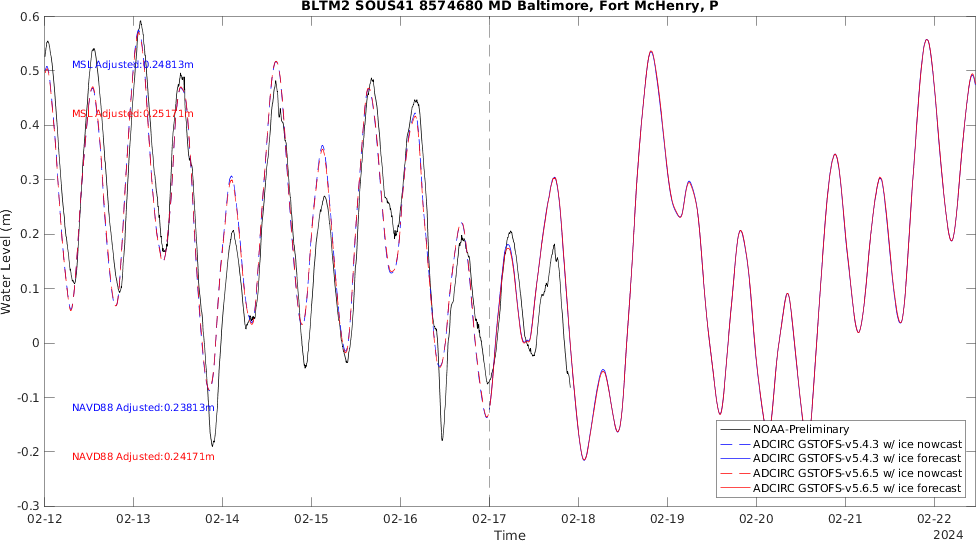 BLTM2 SOUS41 8574680 MD Baltimore, Fort McHenry, P
Water Level (m)
0.6
0.5
0.4
0.3
0.2
0.1
0
-0.1
-0.2
-0.3
MSL Adjusted:0.24813m
MSL Adjusted:0.25171m
NAVD88 Adjusted:0.23813m
NAVD88 Adjusted:0.24171m
NOAA-Preliminary
ADCIRC GSTOFS-v5.4.3 w/ ice nowcast
ADCIRC GSTOFS-v5.4.3 w/ ice forecast
ADCIRC GSTOFS-v5.6.5 w/ ice nowcast
ADCIRC GSTOFS-v5.6.5 w/ ice forecast
02-12 02-13 02-14 02-15 02-16 02-17 02-18 02-19 02-20 02-21 02-22
Time
2024